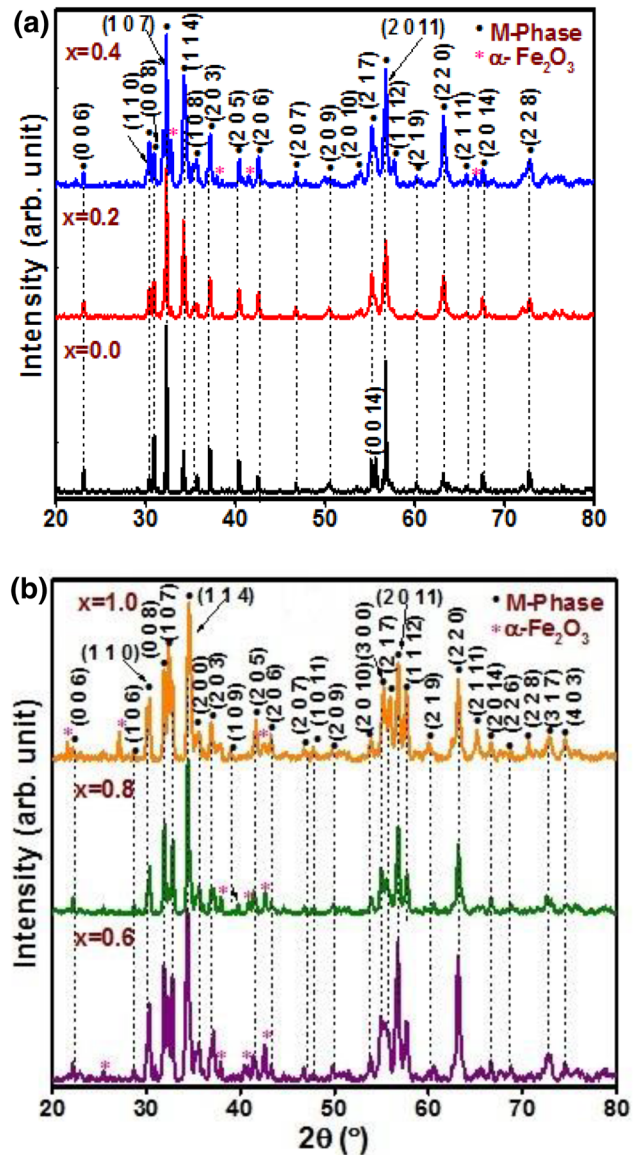 (a)
x=0.4
(0 0 6)
(1 1 0)
(0 0 8)
(1 0 7)
(1 1 4)
(1 0 8)
(2 0 3)
(2 0 5)
(2 0 6)
(2 0 7)
(2 0 9)
(2 0 10)
(2 1 7)
(2 0 11)
(1 1 12)
(2 1 9)
(2 2 0)
(2 1 11)
(2 0 14)
(2 2 8)
• M-Phase
* α- Fe₂O₃
x=0.2
x=0.0
(0 0 14)
Intensity (arb. unit)
20 30 40 50 60 70 80
(b)
x=1.0
(0 0 6)
(1 1 0)
(1 0 6)
(0 0 8)
(1 0 7)
(1 1 4)
(2 0 0)
(2 0 3)
(1 0 9)
(2 0 5)
(2 0 6)
(2 0 7)
(1 0 11)
(2 0 9)
(2 0 10)
(3 0 0)
(2 1 7)
(2 0 11)
(1 1 12)
(2 1 9)
(2 2 0)
(2 1 11)
(2 0 14)
(2 2 6)
(2 2 8)
(3 1 7)
(4 0 3)
• M-Phase
* α-Fe₂O₃
x=0.8
x=0.6
Intensity (arb. unit)
20 30 40 50 60 70 80
2θ (°)